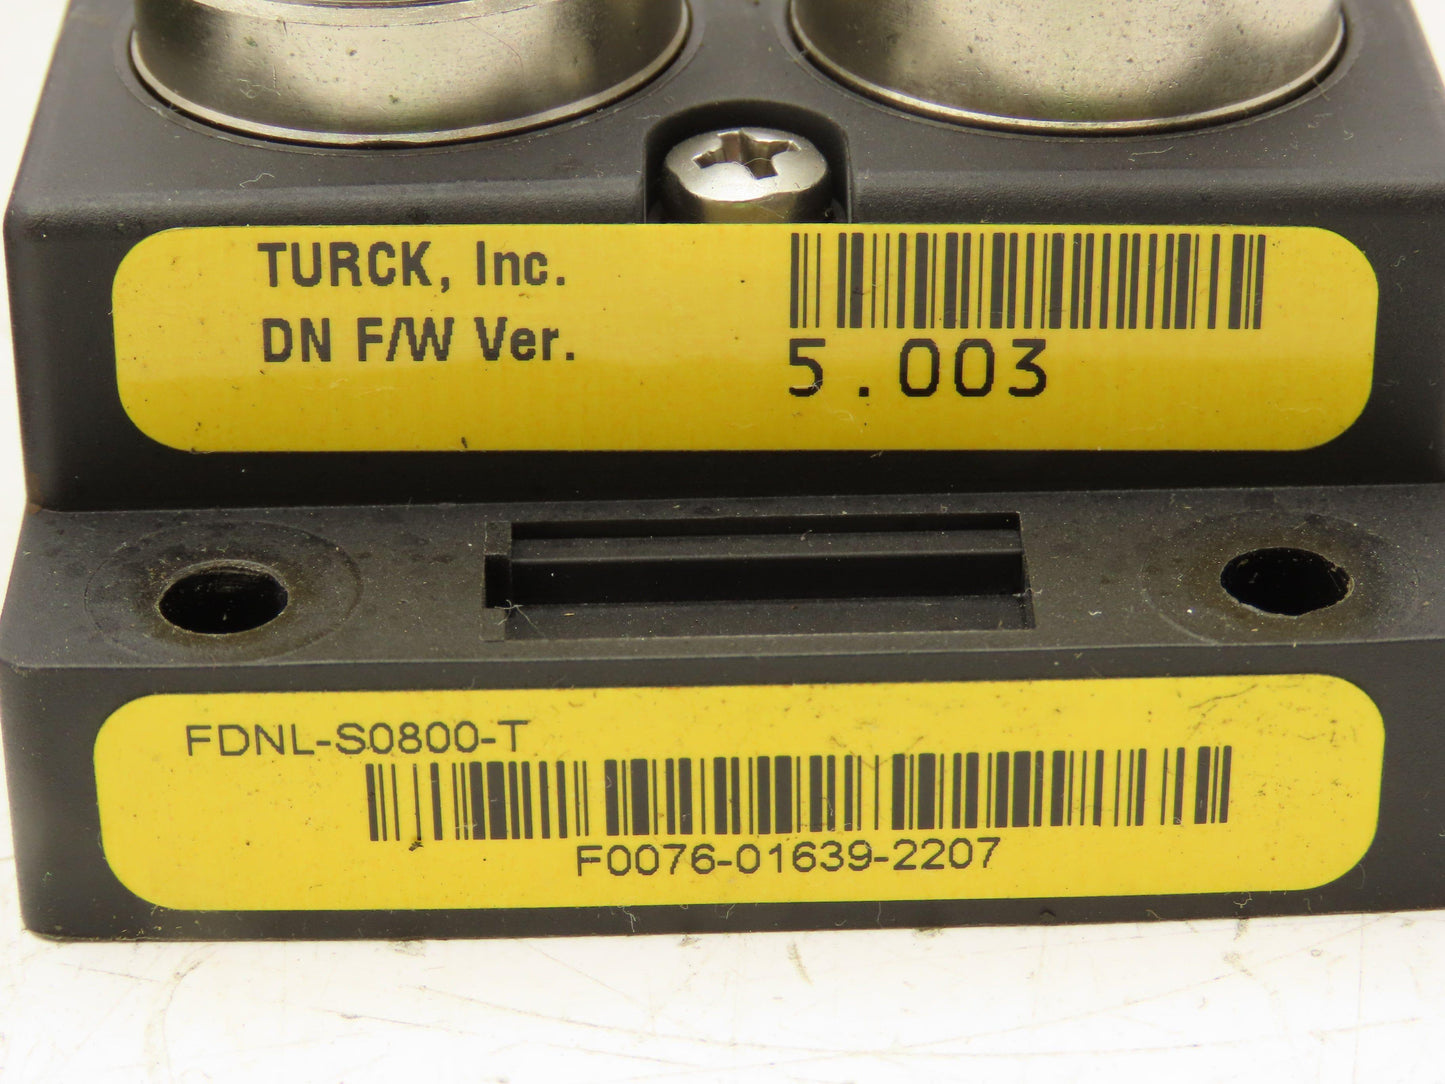 TURCK, Inc.
DN F/W Ver.
5.003
FDNL-S0800-T
F0076-01639-2207